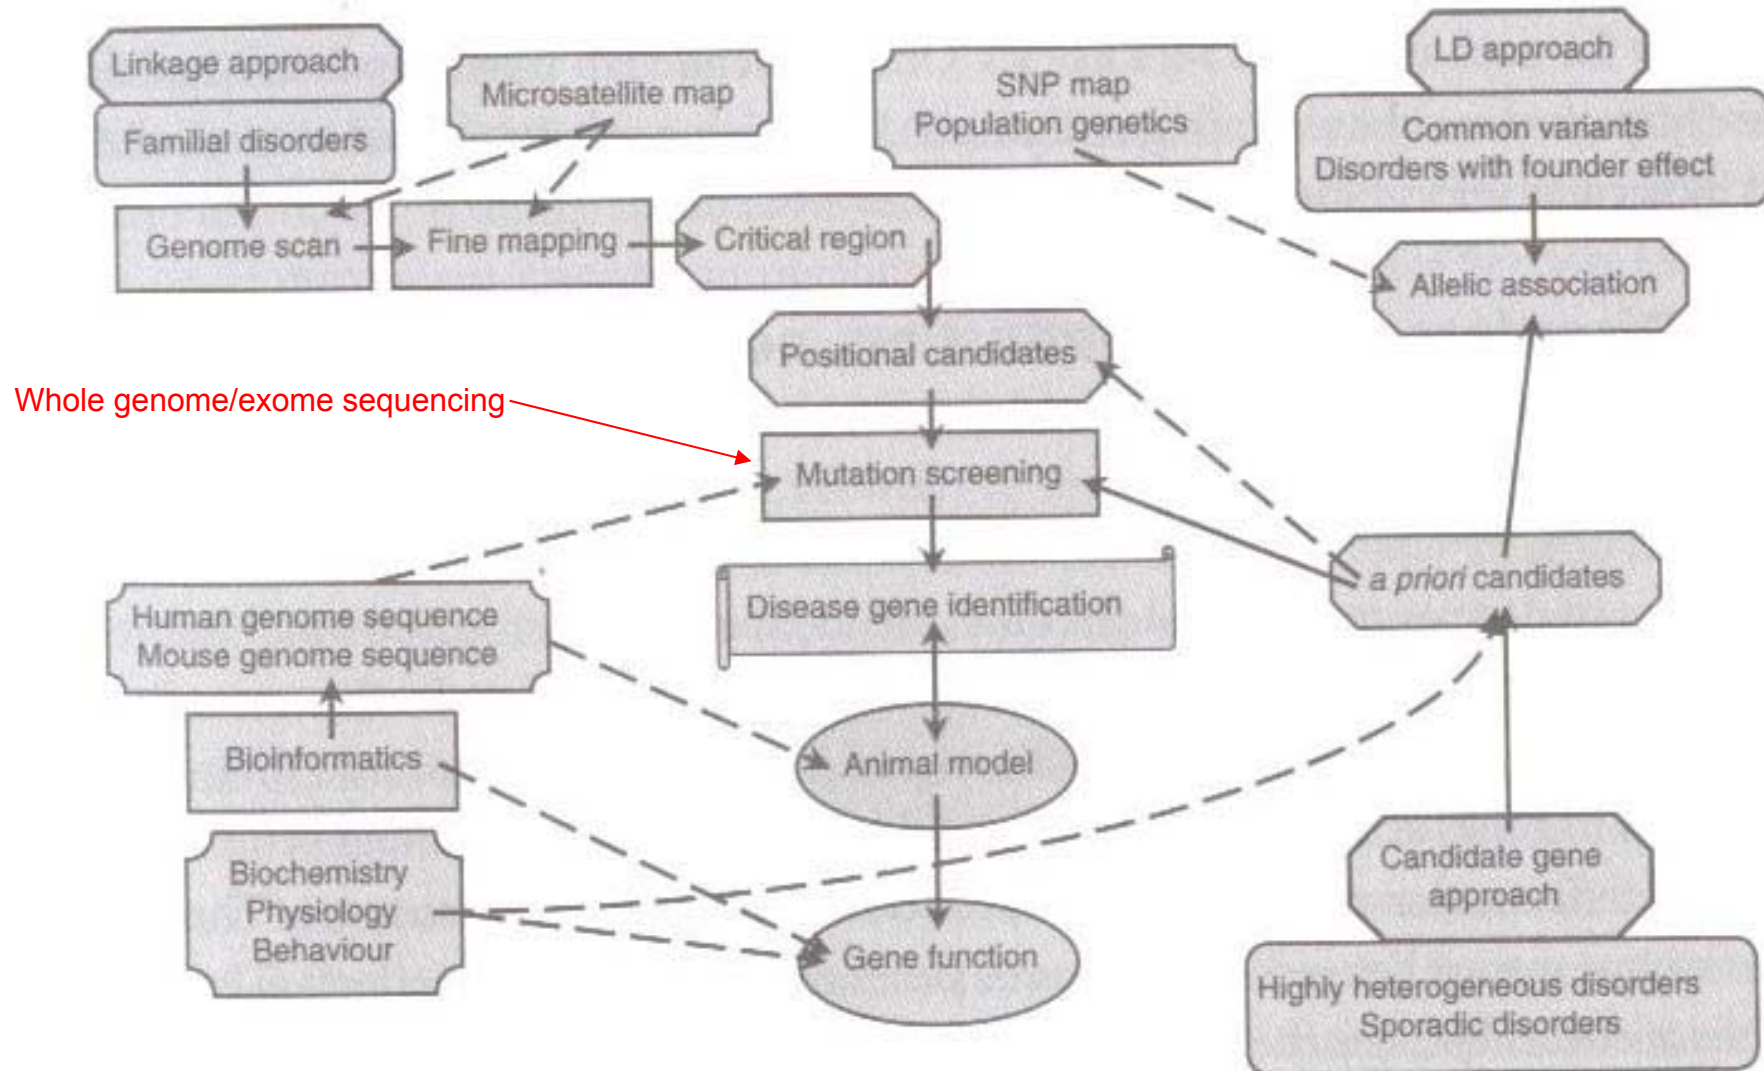 Linkage approach
Familial disorders
Microsatellite map
SNP map
Population genetics
LD approach
Common variants
Disorders with founder effect
Genome scan
Fine mapping
Critical region
Allelic association
Positional candidates
Whole genome/exome sequencing
Mutation screening
a priori candidates
Disease gene identification
Human genome sequence
Mouse genome sequence
Bioinformatics
Animal model
Biochemistry
Physiology
Behaviour
Gene function
Candidate gene
approach
Highly heterogeneous disorders
Sporadic disorders